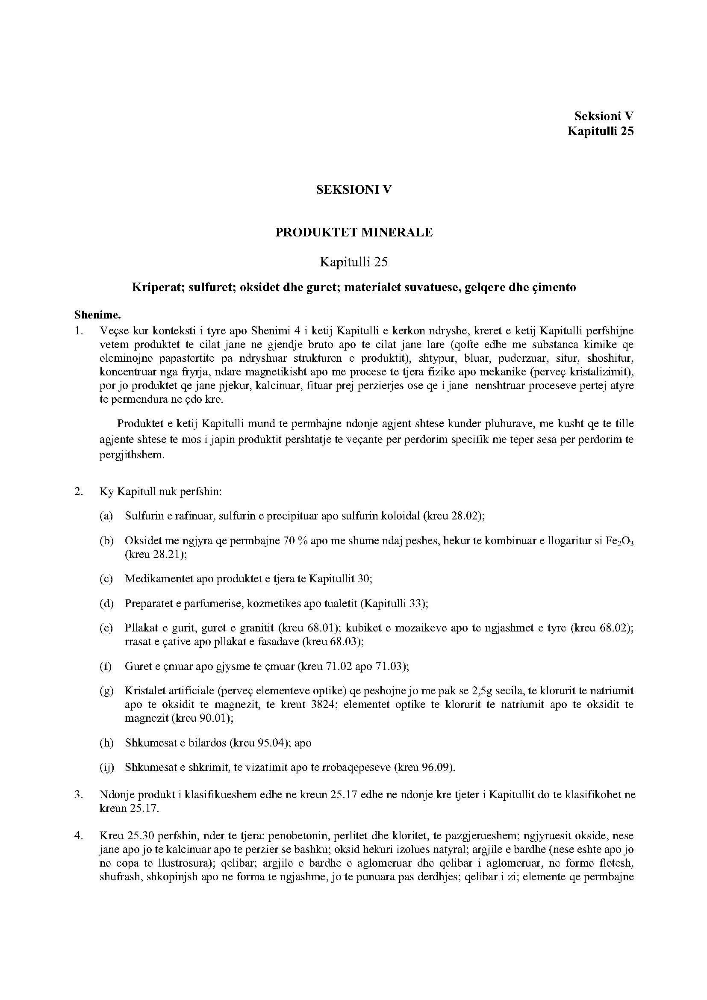 Seksioni V
Kapitulli 25
SEKSIONI V
PRODUKTET MINERALE
Kapitulli 25
Kriperat; sulfuret; oksidet dhe guret; materialet suvatuese, gelqere dhe çimento
Shenime.
1. Veçse kur konteksti i tyre apo Shenimi 4 i ketij Kapitulli e kerkon ndryshe, kreret e ketij Kapitulli perfshijne
vetem produktet te cilat jane ne gjendje bruto apo te cilat jane lare (qofte edhe me substanca kimike qe
eleminojne papastertite pa ndryshuar strukturen e produktit), shtypur, bluar, puderzuar, situr, shoshitur,
koncentruar nga fryrja, ndare magnetikisht apo me procese te tjera fizike apo mekanike (perveç kristalizimit),
por jo produktet qe jane pjekur, kalcinuar, fituar prej perzierjes ose qe i jane nenshtruar proceseve pertej atyre
te permendura ne çdo kre.
Produktet e ketij Kapitulli mund te permbajne ndonje agjent shtese kunder pluhurave, me kusht qe te tille
agjente shtese te mos i japin produktit pershtatje te veçante per perdorim specifik me teper sesa per perdorim te
pergjithshem.
2. Ky Kapitull nuk perfshin:
(a) Sulfurin e rafinuar, sulfurin e precipituar apo sulfurin koloidal (kreu 28.02);
(b) Oksidet me ngjyra qe permbajne 70 % apo me shume ndaj peshes, hekur te kombinuar e llogaritur si Fe₂O₃
(kreu 28.21);
(c) Medikamentet apo produktet e tjera te Kapitullit 30;
(d) Preparatet e parfumerise, kozmetikes apo tualetit (Kapitulli 33);
(e) Pllakat e gurit, guret e granitit (kreu 68.01); kubiket e mozaikeve apo te ngjashmet e tyre (kreu 68.02);
rrasat e çative apo pllakat e fasadave (kreu 68.03);
(f) Guret e çmuar apo gjysme te çmuar (kreu 71.02 apo 71.03);
(g) Kristalet artificiale (perveç elementeve optike) qe peshojne jo me pak se 2,5g secila, te klorurit te natriumit
apo te oksidit te magnezit, te kreut 3824; elementet optike te klorurit te natriumit apo te oksidit te
magnezit (kreu 90.01);
(h) Shkumesat e bilardos (kreu 95.04); apo
(ij) Shkumesat e shkrimit, te vizatimit apo te rrobaqepeseve (kreu 96.09).
3. Ndonje produkt i klasifikueshem edhe ne kreun 25.17 edhe ne ndonje kre tjeter i Kapitullit do te klasifikohet ne
kreun 25.17.
4. Kreu 25.30 perfshin, nder te tjera: penobetonin, perlitet dhe kloritet, te pazgjerueshem; ngjyruesit okside, nese
jane apo jo te kalcinuar apo te perzier se bashku; oksid hekuri izolues natyral; argjile e bardhe (nese eshte apo jo
ne copa te llustrosura); qelibar; argjile e bardhe e aglomeruar dhe qelibar i aglomeruar, ne forme fletesh,
shufrash, shkopinjsh apo ne forma te ngjashme, jo te punuara pas derdhjes; qelibar i zi; elemente qe permbajne